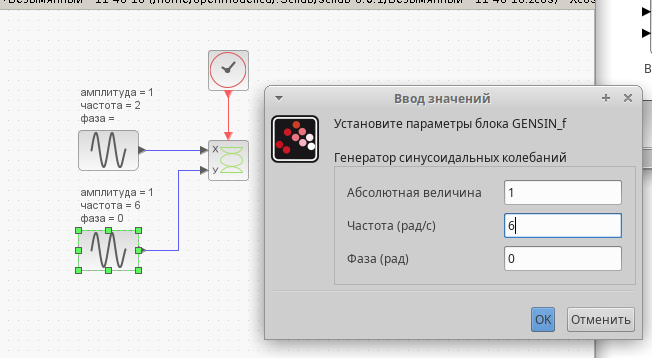 амплитуда = 1
частота = 2
фаза =
X
Y
амплитуда = 1
частота = 6
фаза = 0
Ввод значений
Установите параметры блока GENSIN_f
Генератор синусоидальных колебаний
Абсолютная величина
1
Частота (рад/с)
6
Фаза (рад)
0
OK
Отменить
В